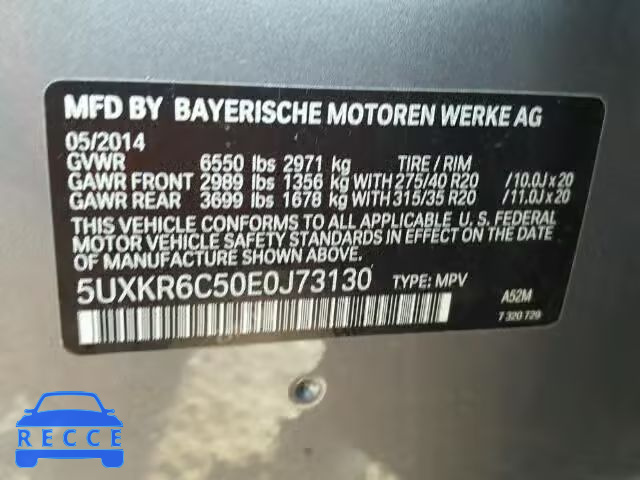 MFD BY BAYERISCHE MOTOREN WERKE AG
05/2014
GVWR 6550 lbs 2971 kg TIRE / RIM
GAWR FRONT 2989 lbs 1356 kg WITH 275/40 R20 /10.0J x 20
GAWR REAR 3699 lbs 1678 kg WITH 315/35 R20 /11.0J x 20
THIS VEHICLE CONFORMS TO ALL APPLICABLE U. S. FEDERAL
MOTOR VEHICLE SAFETY STANDARDS IN EFFECT ON THE
DATE OF MANUFACTURE SHOWN ABOVE.
5UXKR6C50E0J73130 TYPE: MPV
A52M
7 320 729
RECCE